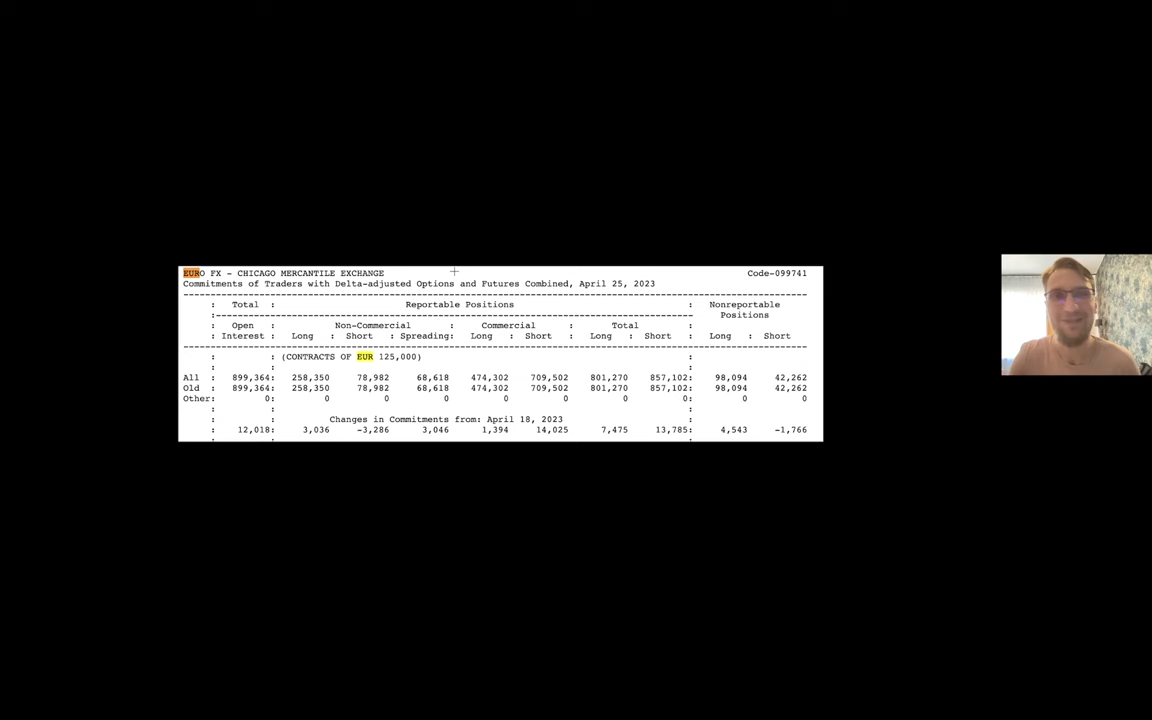 EURO FX - CHICAGO MERCANTILE EXCHANGE                                                   Code-099741
Commitments of Traders with Delta-adjusted Options and Futures Combined, April 25, 2023
---------------------------------------------------------------------------------------------------
: Total : Reportable Positions : Nonreportable
:---------------------------------------------------------------- Positions
: Open : Non-Commercial : Commercial : Total :
: Interest : Long : Short : Spreading: Long : Short : Long : Short : Long : Short
---------------------------------------------------------------------------------------------------
: : (CONTRACTS OF EUR 125,000) :
: : :
All : 899,364: 258,350 78,982 68,618 474,302 709,502 801,270 857,102: 98,094 42,262
Old : 899,364: 258,350 78,982 68,618 474,302 709,502 801,270 857,102: 98,094 42,262
Other: 0: 0 0 0 0 0 0 0: 0 0
: : :
: : Changes in Commitments from: April 18, 2023 :
: 12,018: 3,036 -3,286 3,046 1,394 14,025 7,475 13,785: 4,543 -1,766